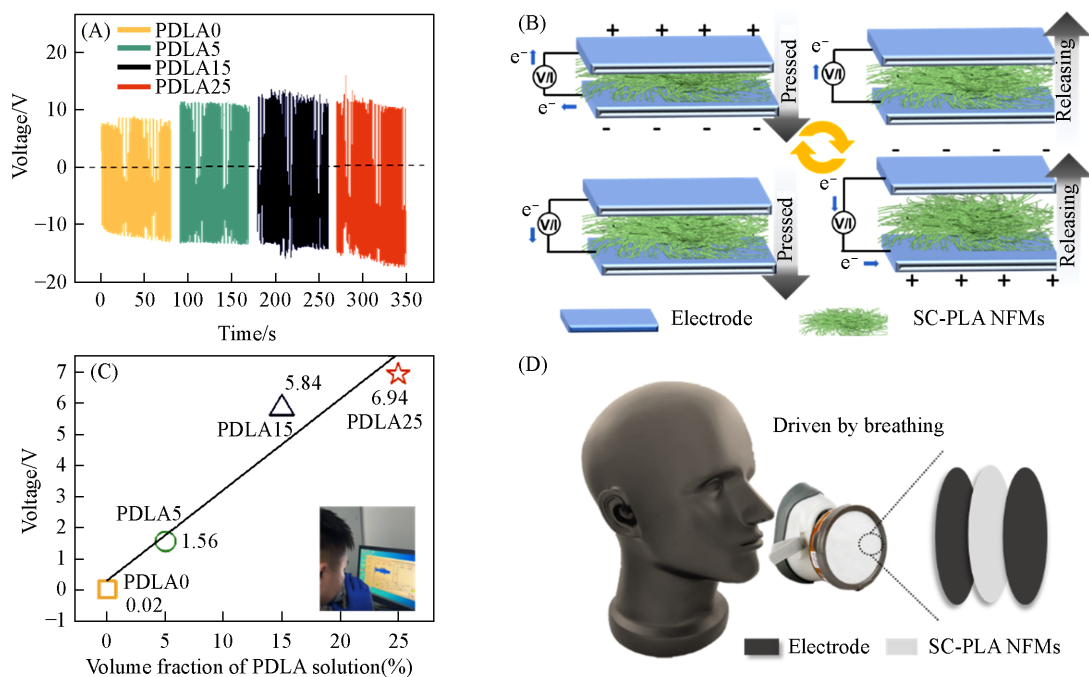 (A)
PDLA0
PDLA5
PDLA15
PDLA25
Voltage/V
20
10
0
−10
−20
0 50 100 150 200 250 300 350
Time/s
(B)
+ + + +
e−
V/I
e−
Pressed
- - - -
e−
V/I
Releasing
e−
V/I
Pressed
- - - -
e−
V/I
e−
Releasing
+ + + +
Electrode
SC-PLA NFMs
(C)
Voltage/V
7
6
5
4
3
2
1
0
−1
5.84
PDLA15
6.94
PDLA25
PDLA5
1.56
PDLA0
0.02
0 5 10 15 20 25
Volume fraction of PDLA solution(%)
(D)
Driven by breathing
Electrode
SC-PLA NFMs